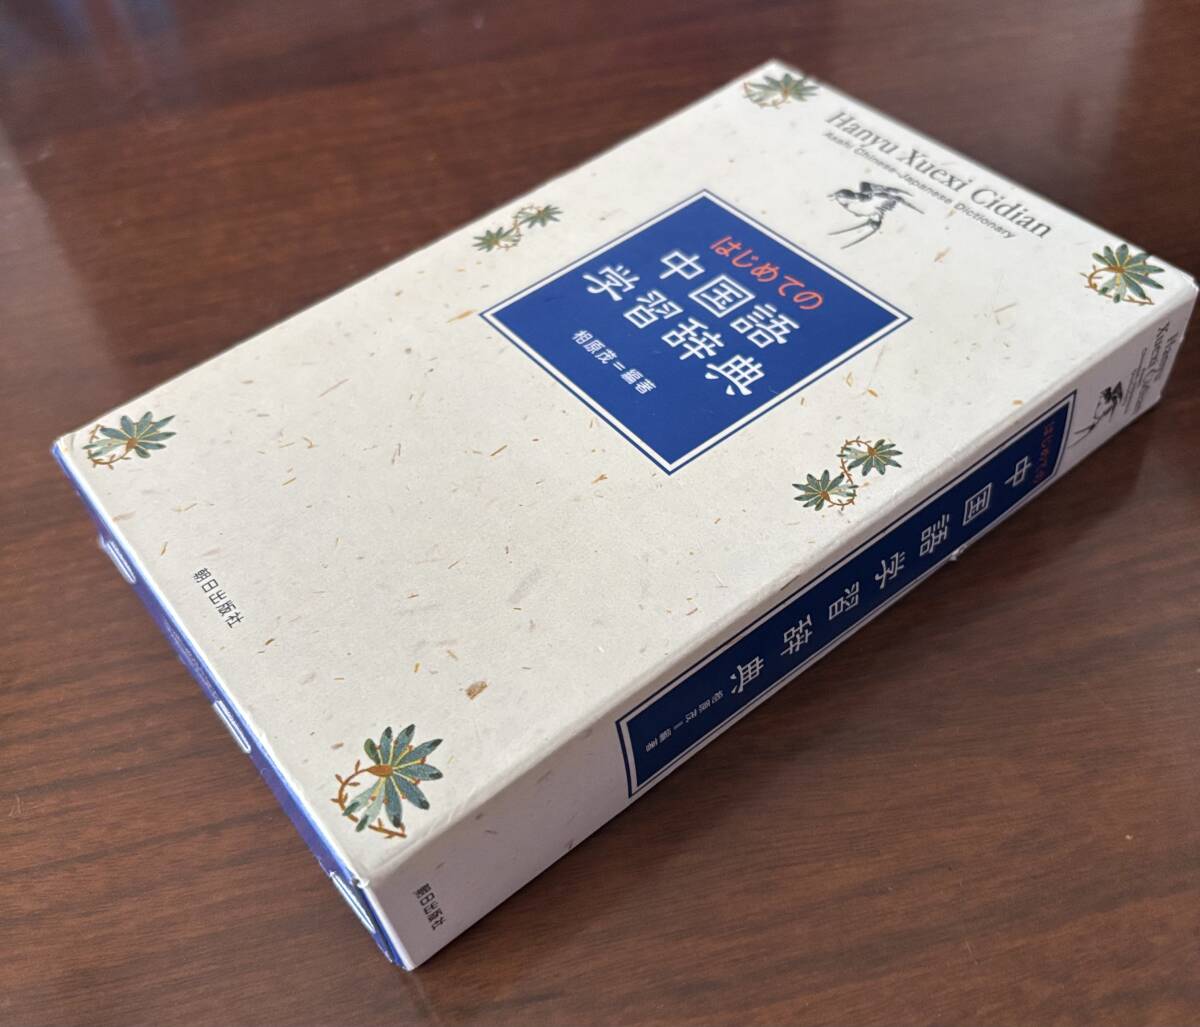 Hanyu Xuexi Cidian
Asahi Chinese-Japanese Dictionary
はじめての
中国語
学習辞典
相原茂＝編著
朝日出版社
Hanyu
Xuexi
はじめての
中国語学習辞典
相原茂＝編著
朝日出版社